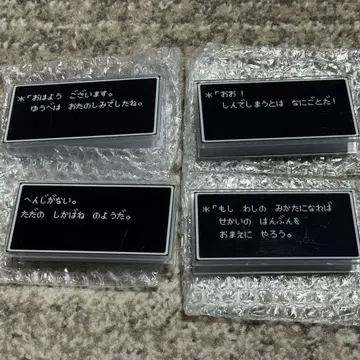 ＊「おはよう　ございます。
ゆうべは　おたのしみでしたね。
＊「おお！
しんでしまうとは　なにごとだ！
へんじがない。
ただの　しかばね　のようだ。
＊「もし　わしの　みかたになれば
せかいの　はんぶんを
おまえに　やろう。